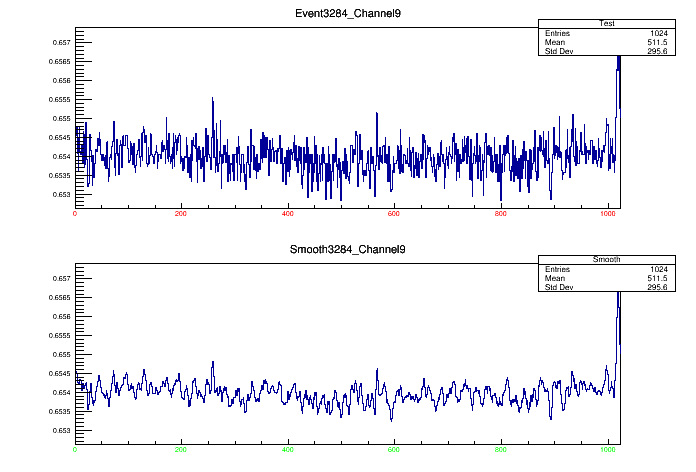 Event3284_Channel9
Test
Entries 1024
Mean 511.5
Std Dev 295.6
0.657
0.6565
0.656
0.6555
0.655
0.6545
0.654
0.6535
0.653
0 200 400 600 800 1000
Smooth3284_Channel9
Smooth
Entries 1024
Mean 511.5
Std Dev 295.6
0.657
0.6565
0.656
0.6555
0.655
0.6545
0.654
0.6535
0.653
0 200 400 600 800 1000